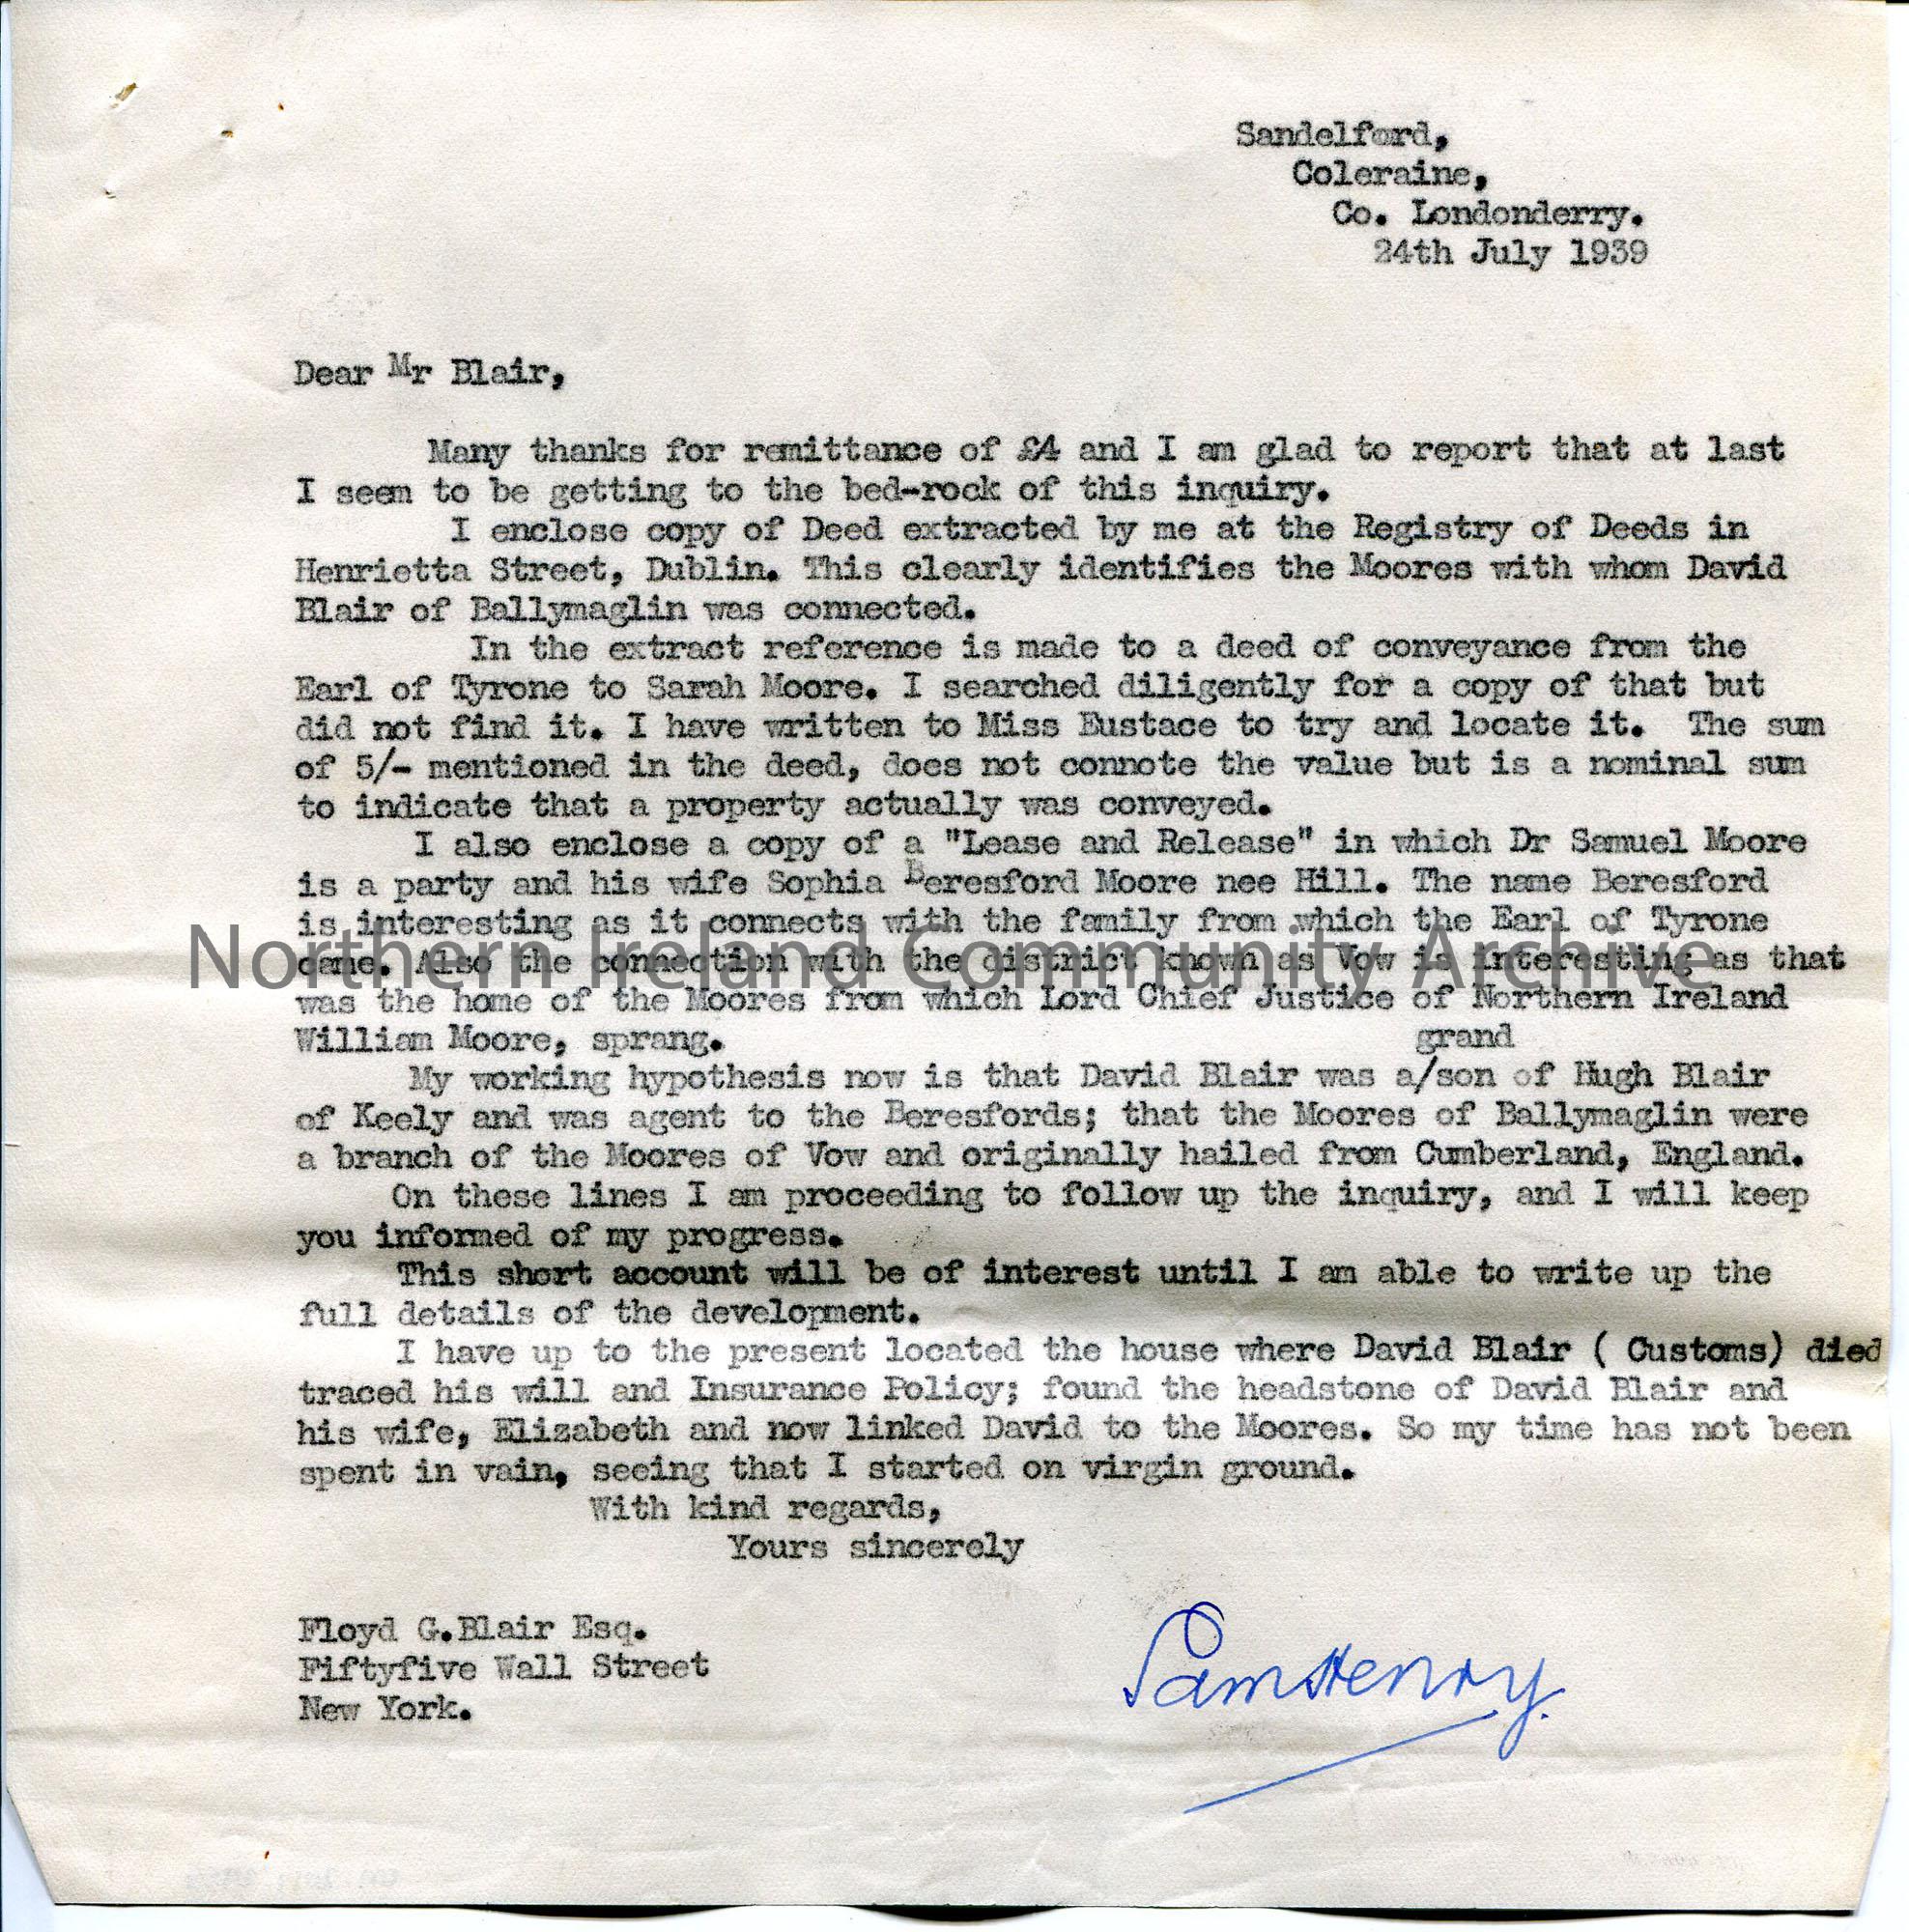 Sandelford,
Coleraine,
Co. Londonderry.
24th July 1939
Dear Mr Blair,
Many thanks for remittance of £4 and I am glad to report that at last
I seem to be getting to the bed-rock of this inquiry.
I enclose copy of Deed extracted by me at the Registry of Deeds in
Henrietta Street, Dublin. This clearly identifies the Moores with whom David
Blair of Ballymaglin was connected.
In the extract reference is made to a deed of conveyance from the
Earl of Tyrone to Sarah Moore. I searched diligently for a copy of that but
did not find it. I have written to Miss Eustace to try and locate it. The sum
of 5/- mentioned in the deed, does not connote the value but is a nominal sum
to indicate that a property actually was conveyed.
I also enclose a copy of a "Lease and Release" in which Dr Samuel Moore
is a party and his wife Sophia Beresford Moore nee Hill. The name Beresford
is interesting as it connects with the family from which the Earl of Tyrone
Northern Ireland Community Archive
came. Also the connection with the district known as Vow is interesting as that
was the home of the Moores from which Lord Chief Justice of Northern Ireland
William Moore, sprang.
grand
My working hypothesis now is that David Blair was a/son of Hugh Blair
of Keely and was agent to the Beresfords; that the Moores of Ballymaglin were
a branch of the Moores of Vow and originally hailed from Cumberland, England.
On these lines I am proceeding to follow up the inquiry, and I will keep
you informed of my progress.
This short account will be of interest until I am able to write up the
full details of the development.
I have up to the present located the house where David Blair ( Customs) died
traced his will and Insurance Policy; found the headstone of David Blair and
his wife, Elizabeth and now linked David to the Moores. So my time has not been
spent in vain, seeing that I started on virgin ground.
With kind regards,
Yours sincerely
Floyd G.Blair Esq.
Fiftyfive Wall Street
New York.
Sam Henry.